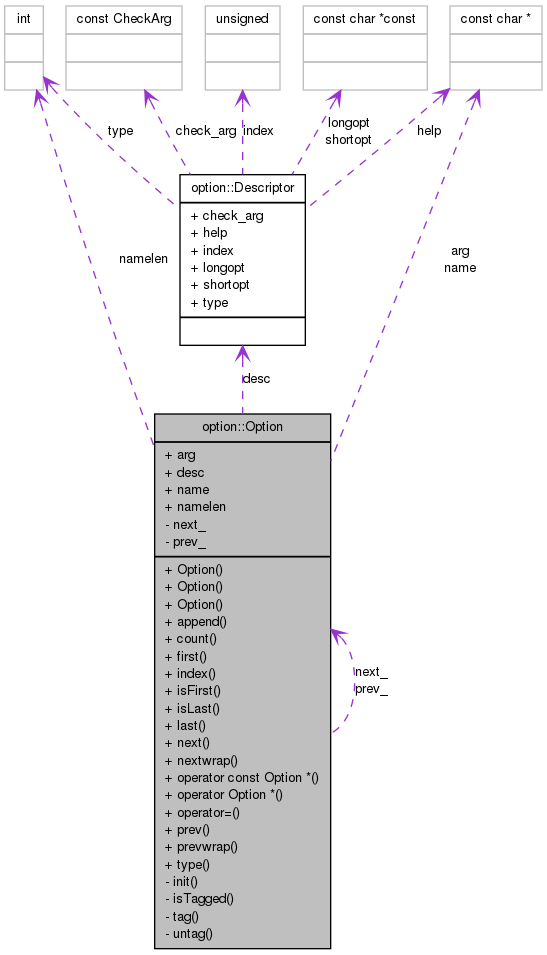 int
const CheckArg
unsigned
const char *const
const char *
type
check_arg
index
longopt
shortopt
help
option::Descriptor
+ check_arg
+ help
+ index
+ longopt
+ shortopt
+ type
namelen
arg
name
desc
option::Option
+ arg
+ desc
+ name
+ namelen
- next_
- prev_
+ Option()
+ Option()
+ Option()
+ append()
+ count()
+ first()
+ index()
+ isFirst()
+ isLast()
+ last()
+ next()
+ nextwrap()
+ operator const Option *()
+ operator Option *()
+ operator=()
+ prev()
+ prevwrap()
+ type()
- init()
- isTagged()
- tag()
- untag()
next_
prev_